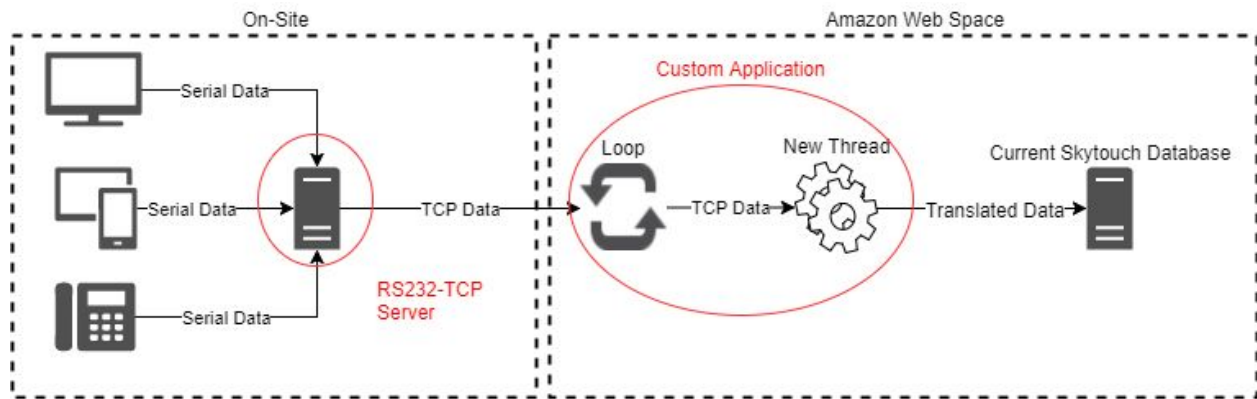 On-Site
Amazon Web Space
Serial Data
Custom Application
Loop
New Thread
Current Skytouch Database
Serial Data
TCP Data
TCP Data
Translated Data
RS232-TCP
Server
Serial Data